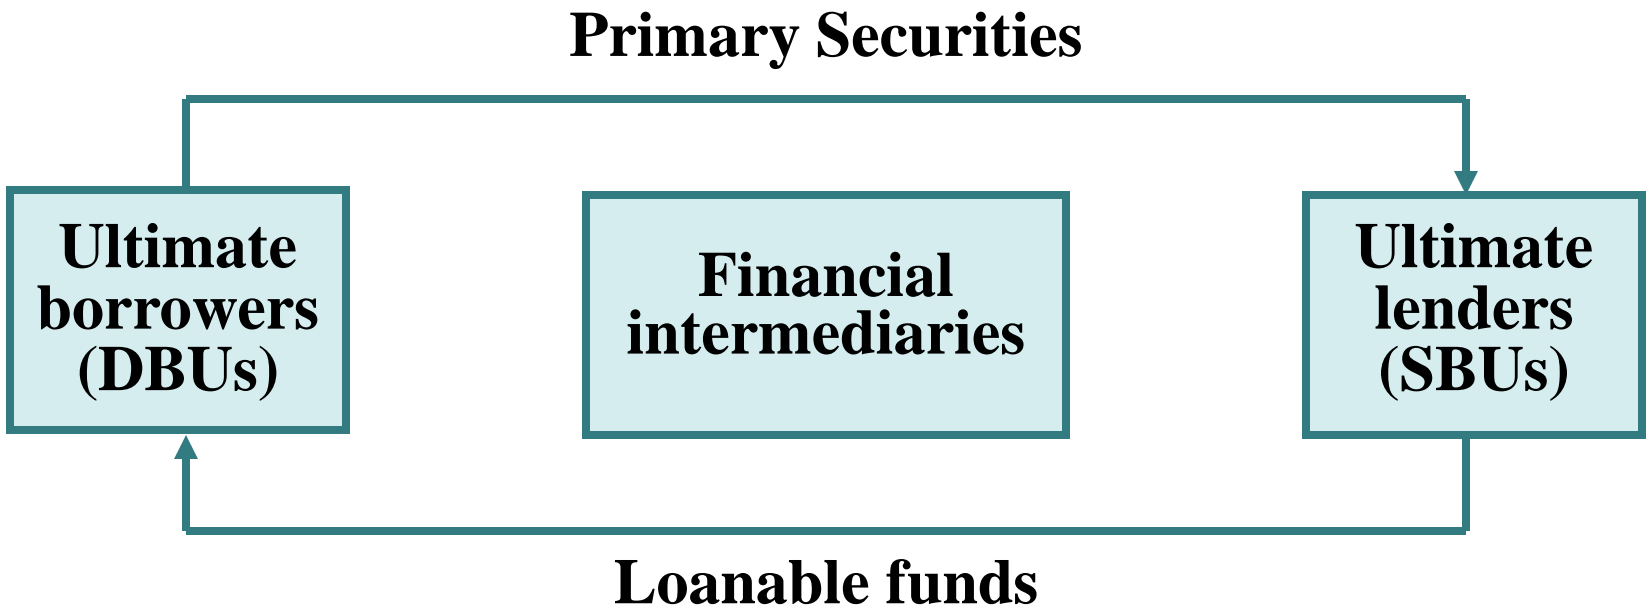 Primary Securities
Ultimate
borrowers
(DBUs)
Financial
intermediaries
Ultimate
lenders
(SBUs)
Loanable funds